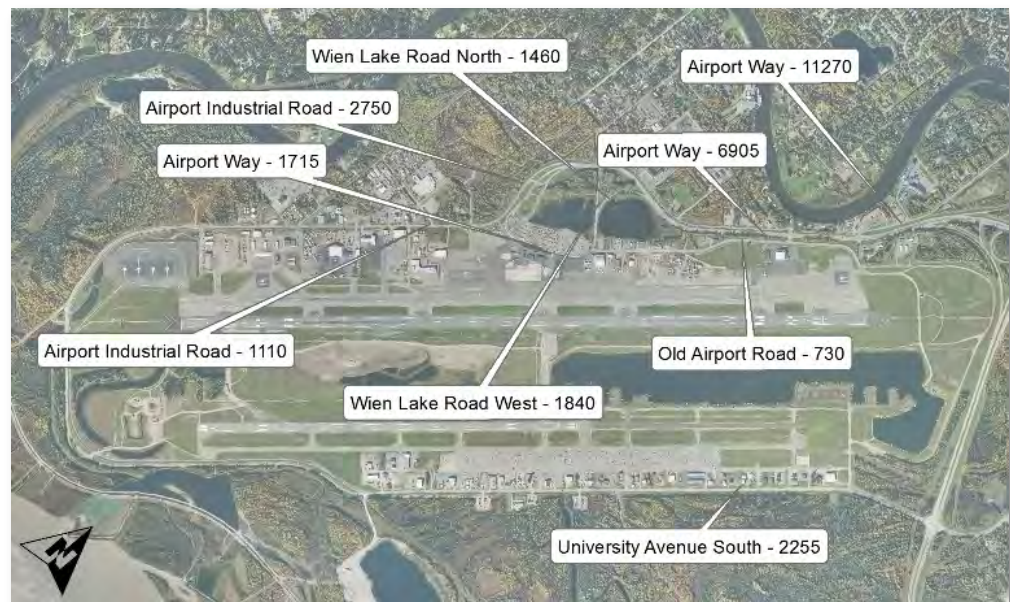 Wien Lake Road North - 1460
Airport Way - 11270
Airport Industrial Road - 2750
Airport Way - 6905
Airport Way - 1715
Airport Industrial Road - 1110
Old Airport Road - 730
Wien Lake Road West - 1840
University Avenue South - 2255
N